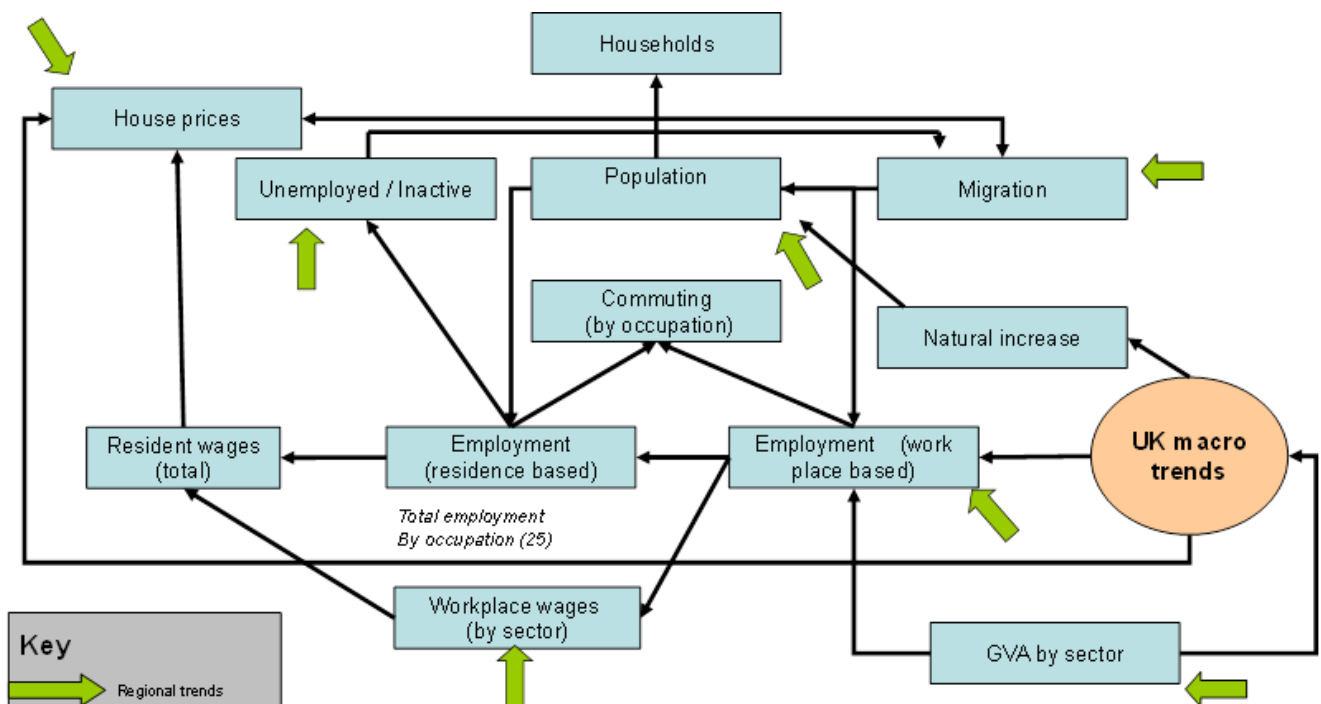 Households
House prices
Unemployed / Inactive
Population
Migration
Commuting
(by occupation)
Natural increase
Resident wages
(total)
Employment
(residence based)
Employment (work
place based)
UK macro
trends
Total employment
By occupation (25)
Workplace wages
(by sector)
GVA by sector
Key
Regional trends